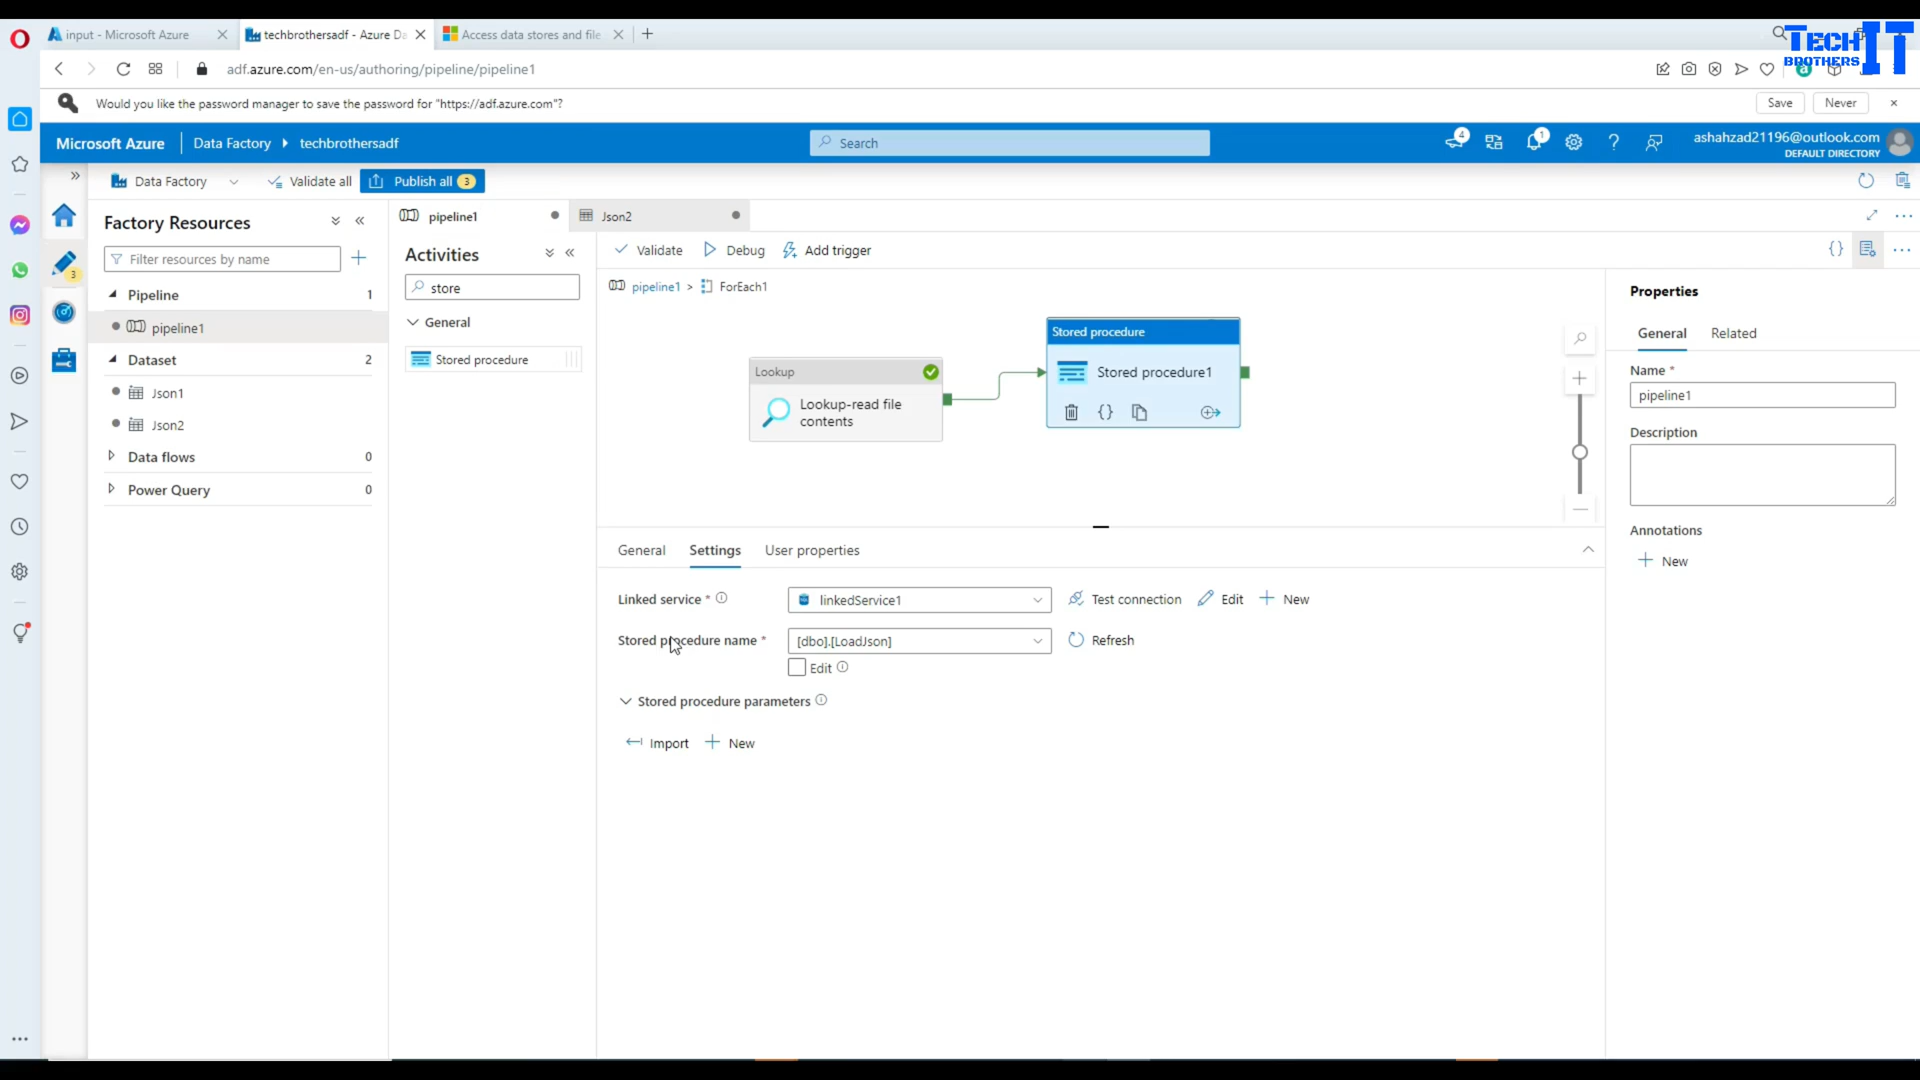 input - Microsoft Azure
techbrothersadf - Azure Da
Access data stores and file
TECH IT
BROTHERS
adf.azure.com/en-us/authoring/pipeline/pipeline1
Would you like the password manager to save the password for "https://adf.azure.com"?
Save
Never
Microsoft Azure
Data Factory
techbrothersadf
Search
4
1
ashahzad21196@outlook.com
DEFAULT DIRECTORY
Data Factory
Validate all
Publish all 3
Factory Resources
pipeline1
Json2
Filter resources by name
3
Pipeline 1
pipeline1
Dataset 2
Json1
Json2
Data flows 0
Power Query 0
Activities
store
General
Stored procedure
Validate
Debug
Add trigger
pipeline1 > ForEach1
Lookup
Lookup-read file
contents
Stored procedure
Stored procedure1
General
Settings
User properties
Linked service *
linkedService1
Test connection
Edit
New
Stored procedure name *
[dbo].[LoadJson]
Refresh
Edit
Stored procedure parameters
Import
New
Properties
General
Related
Name *
pipeline1
Description
Annotations
New